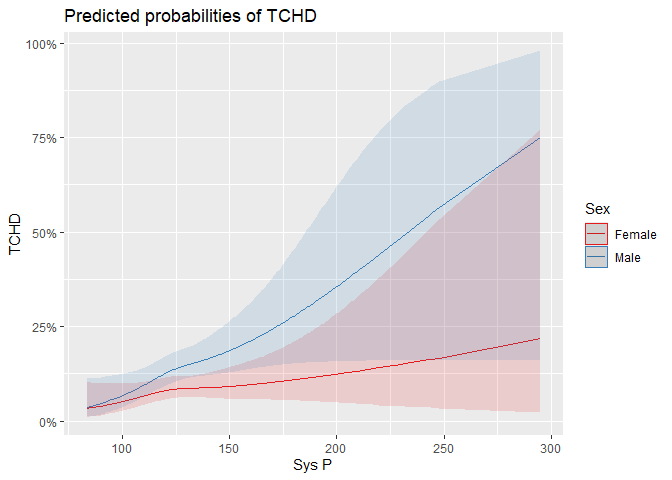 Predicted probabilities of TCHD
100%
75%
50%
25%
0%
TCHD
100 150 200 250 300
Sys P
Sex
Female
Male